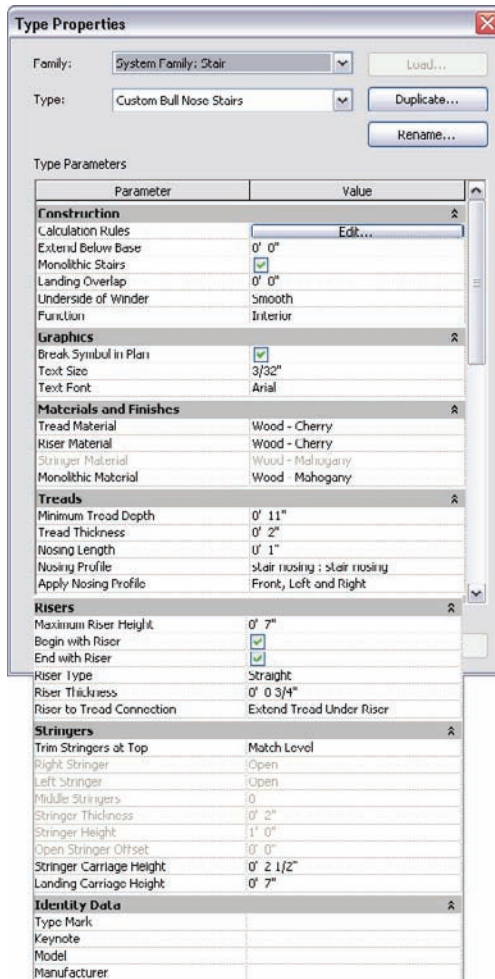 Type Properties
Family: System Family: Stair Load...
Type: Custom Bull Nose Stairs Duplicate...
Rename...
Type Parameters
Parameter Value
Construction
Calculation Rules Edit...
Extend Below Base 0' 0"
Monolithic Stairs
Landing Overlap 0' 0"
Underside of Winder Smooth
Function Interior
Graphics
Break Symbol in Plan
Text Size 3/32"
Text Font Arial
Materials and Finishes
Tread Material Wood - Cherry
Riser Material Wood - Cherry
Stringer Material Wood - Mahogany
Monolithic Material Wood - Mahogany
Treads
Minimum Tread Depth 0' 11"
Tread Thickness 0' 2"
Nosing Length 0' 1"
Nosing Profile stair nosing : stair nosing
Apply Nosing Profile Front, Left and Right
Risers
Maximum Riser Height 0' 7"
Begin with Riser
End with Riser
Riser Type Straight
Riser Thickness 0' 0 3/4"
Riser to Tread Connection Extend Tread Under Riser
Stringers
Trim Stringers at Top Match Level
Right Stringer Open
Left Stringer Open
Middle Stringers 0
Stringer Thickness 0' 2"
Stringer Height 1' 0"
Open Stringer Offset 0' 0"
Stringer Carriage Height 0' 2 1/2"
Landing Carriage Height 0' 7"
Identity Data
Type Mark
Keynote
Model
Manufacturer